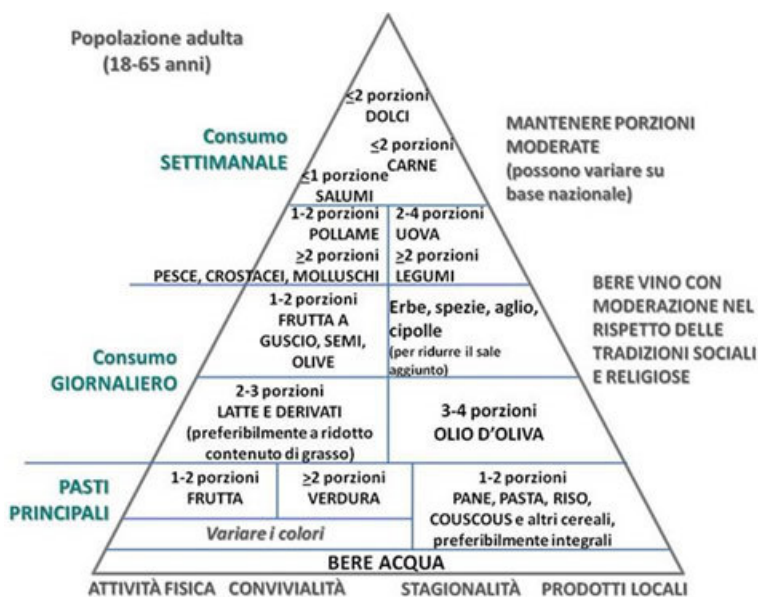 Popolazione adulta
(18-65 anni)
≤2 porzioni
DOLCI
Consumo
SETTIMANALE
≤2 porzioni
CARNE
≤1 porzione
SALUMI
MANTENERE PORZIONI
MODERATE
(possono variare su
base nazionale)
1-2 porzioni
POLLAME
2-4 porzioni
UOVA
≥2 porzioni
PESCE, CROSTACEI, MOLLUSCHI
≥2 porzioni
LEGUMI
BERE VINO CON
MODERAZIONE NEL
RISPETTO DELLE
TRADIZIONI SOCIALI
E RELIGIOSE
Consumo
GIORNALIERO
1-2 porzioni
FRUTTA A
GUSCIO, SEMI,
OLIVE
Erbe, spezie, aglio,
cipolle
(per ridurre il sale
aggiunto)
2-3 porzioni
LATTE E DERIVATI
(preferibilmente a ridotto
contenuto di grasso)
3-4 porzioni
OLIO D'OLIVA
PASTI
PRINCIPALI
1-2 porzioni
FRUTTA
≥2 porzioni
VERDURA
Variare i colori
1-2 porzioni
PANE, PASTA, RISO,
COUSCOUS e altri cereali,
preferibilmente integrali
BERE ACQUA
ATTIVITÀ FISICA CONVIVIALITÀ STAGIONALITÀ PRODOTTI LOCALI